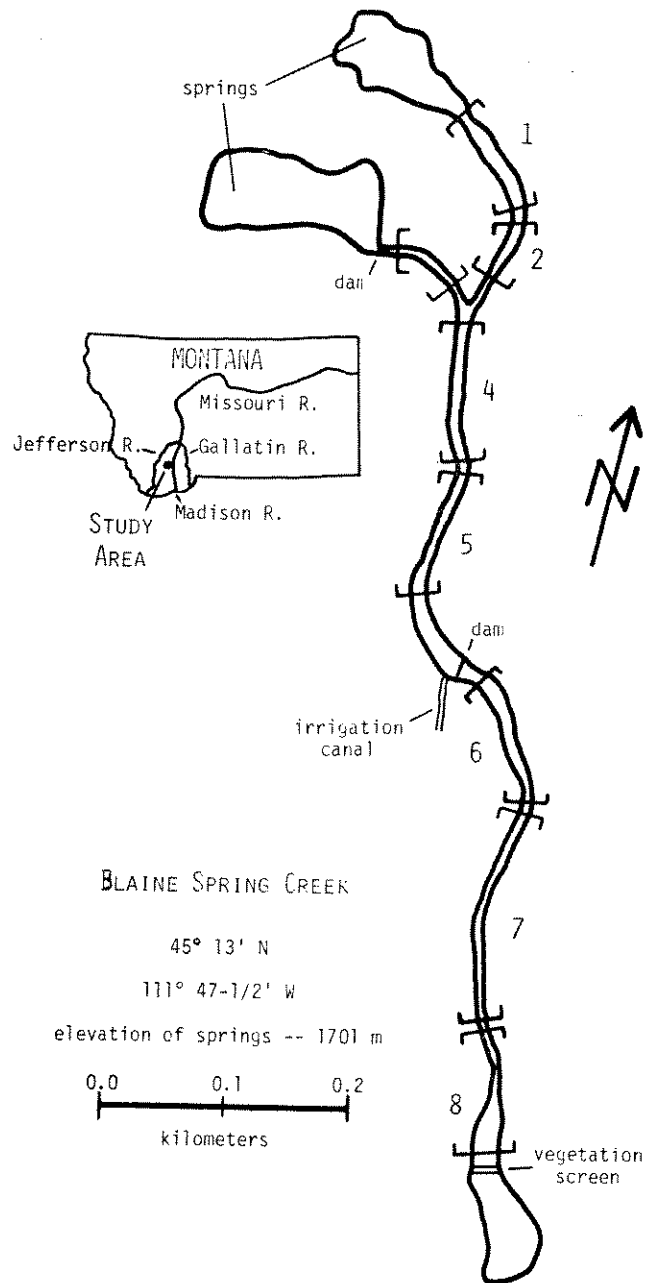 springs
1
2
dam
MONTANA
Missouri R.
Jefferson R.
Gallatin R.
Madison R.
STUDY
AREA
4
N
5
dam
irrigation
canal
6
BLAINE SPRING CREEK
45° 13' N
111° 47-1/2' W
elevation of springs -- 1701 m
7
0.0 0.1 0.2
kilometers
8
vegetation
screen